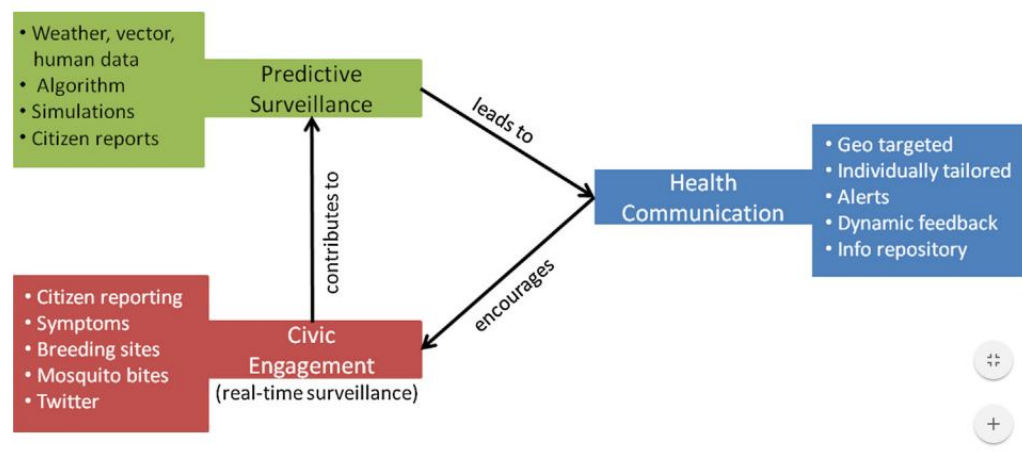 • Weather, vector,
human data
• Algorithm
• Simulations
• Citizen reports
Predictive
Surveillance
leads to
Health
Communication
• Geo targeted
• Individually tailored
• Alerts
• Dynamic feedback
• Info repository
contributes to
encourages
• Citizen reporting
• Symptoms
• Breeding sites
• Mosquito bites
• Twitter
Civic
Engagement
(real-time surveillance)